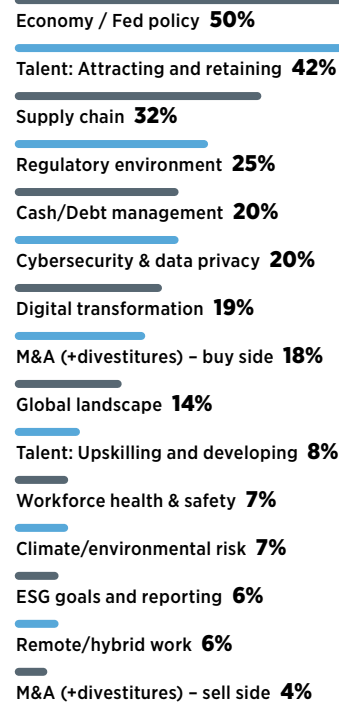 Economy / Fed policy 50%
Talent: Attracting and retaining 42%
Supply chain 32%
Regulatory environment 25%
Cash/Debt management 20%
Cybersecurity & data privacy 20%
Digital transformation 19%
M&A (+divestitures) – buy side 18%
Global landscape 14%
Talent: Upskilling and developing 8%
Workforce health & safety 7%
Climate/environmental risk 7%
ESG goals and reporting 6%
Remote/hybrid work 6%
M&A (+divestitures) – sell side 4%